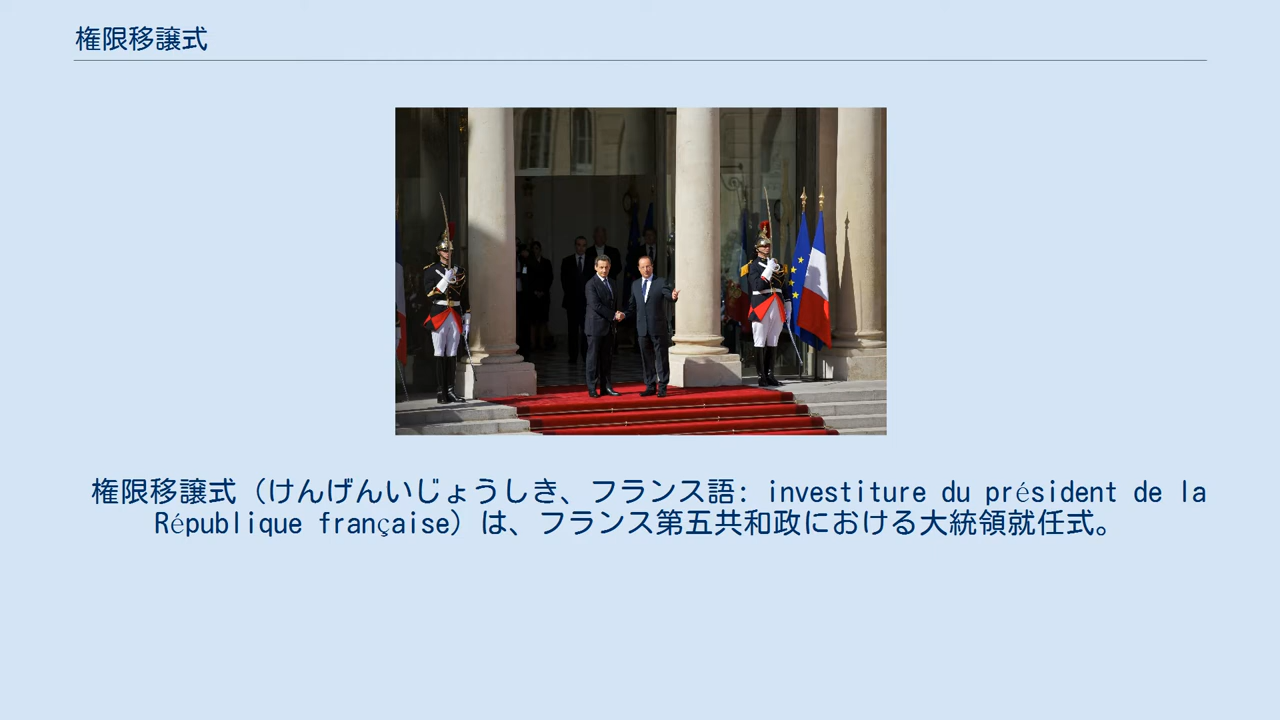 権限移譲式
権限移譲式（けんげんいじょうしき、フランス語: investiture du président de la
République française）は、フランス第五共和政における大統領就任式。